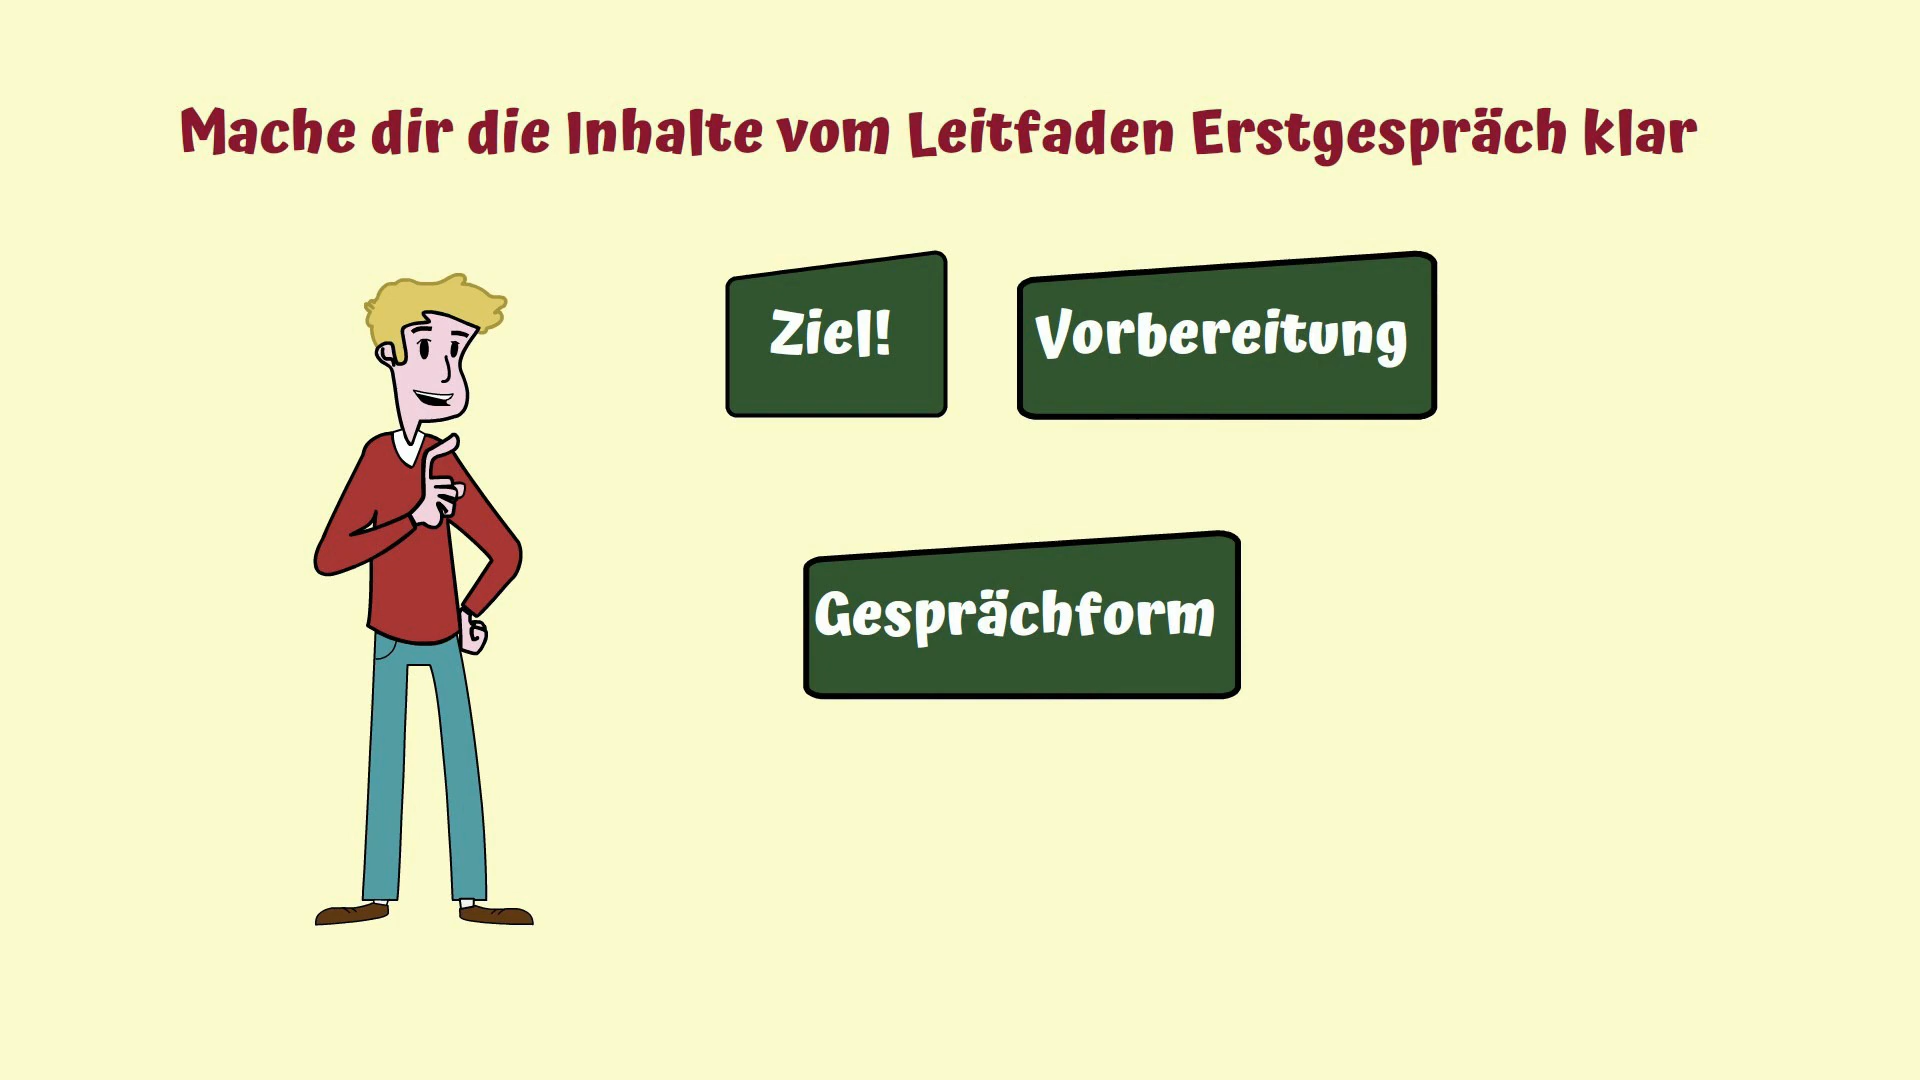 Mache dir die Inhalte vom Leitfaden Erstgespräch klar
Ziel!
Vorbereitung
Gesprächform